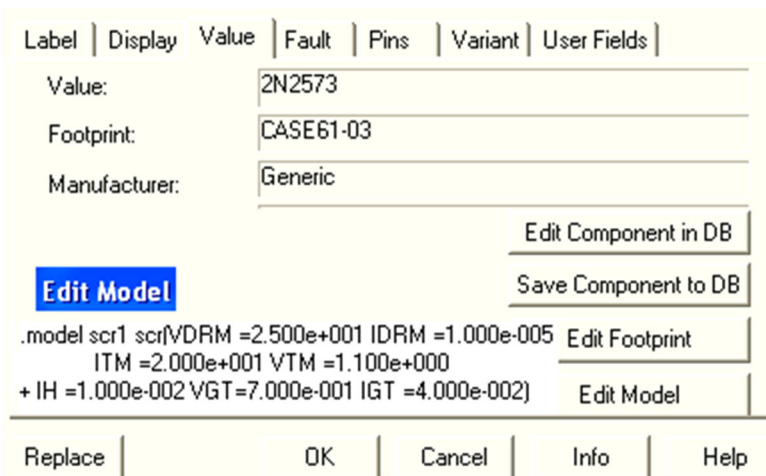 Label Display Value Fault Pins Variant User Fields
Value: 2N2573
Footprint: CASE61-03
Manufacturer: Generic
Edit Component in DB
Edit Model Save Component to DB
.model scr1 scr(VDRM =2.500e+001 IDRM =1.000e-005 Edit Footprint
ITM =2.000e+001 VTM =1.100e+000
+ IH =1.000e-002 VGT=7.000e-001 IGT =4.000e-002) Edit Model
Replace OK Cancel Info Help